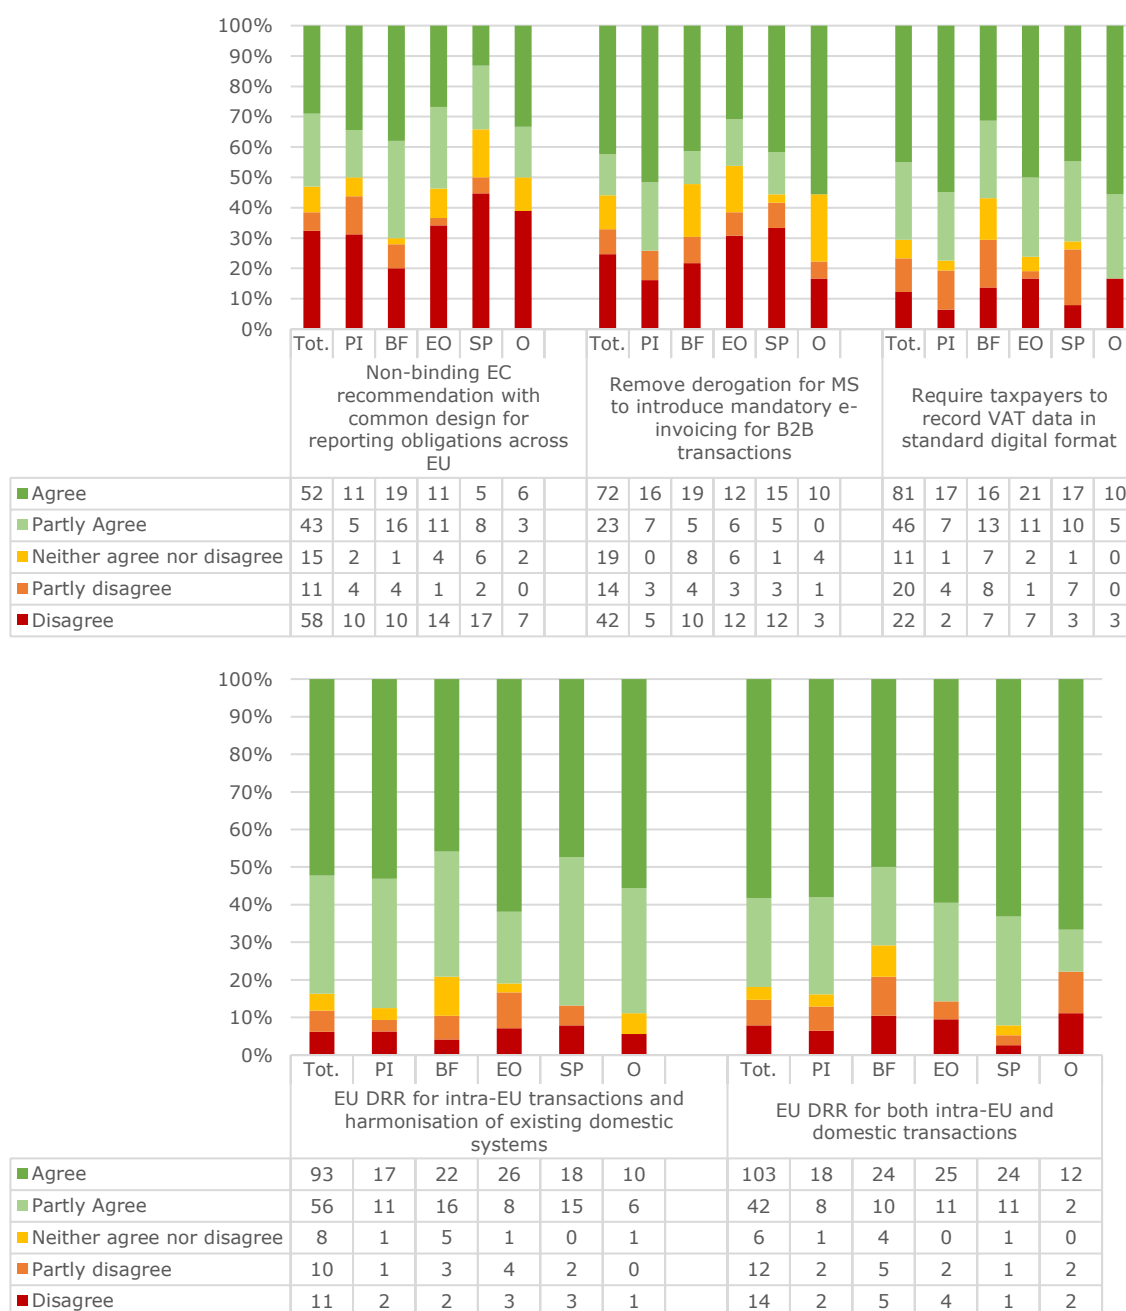 100%
90%
80%
70%
60%
50%
40%
30%
20%
10%
0%
Tot. PI BF EO SP O Tot. PI BF EO SP O Tot. PI BF EO SP O
Non-binding EC
recommendation with
common design for
reporting obligations across
EU
Remove derogation for MS
to introduce mandatory e-
invoicing for B2B
transactions
Require taxpayers to
record VAT data in
standard digital format
Agree 52 11 19 11 5 6 72 16 19 12 15 10 81 17 16 21 17 10
Partly Agree 43 5 16 11 8 3 23 7 5 6 5 0 46 7 13 11 10 5
Neither agree nor disagree 15 2 1 4 6 2 19 0 8 6 1 4 11 1 7 2 1 0
Partly disagree 11 4 4 1 2 0 14 3 4 3 3 1 20 4 8 1 7 0
Disagree 58 10 10 14 17 7 42 5 10 12 12 3 22 2 7 7 3 3
100%
90%
80%
70%
60%
50%
40%
30%
20%
10%
0%
Tot. PI BF EO SP O Tot. PI BF EO SP O
EU DRR for intra-EU transactions and
harmonisation of existing domestic
systems
EU DRR for both intra-EU and
domestic transactions
Agree 93 17 22 26 18 10 103 18 24 25 24 12
Partly Agree 56 11 16 8 15 6 42 8 10 11 11 2
Neither agree nor disagree 8 1 5 1 0 1 6 1 4 0 1 0
Partly disagree 10 1 3 4 2 0 12 2 5 2 1 2
Disagree 11 2 2 3 3 1 14 2 5 4 1 2